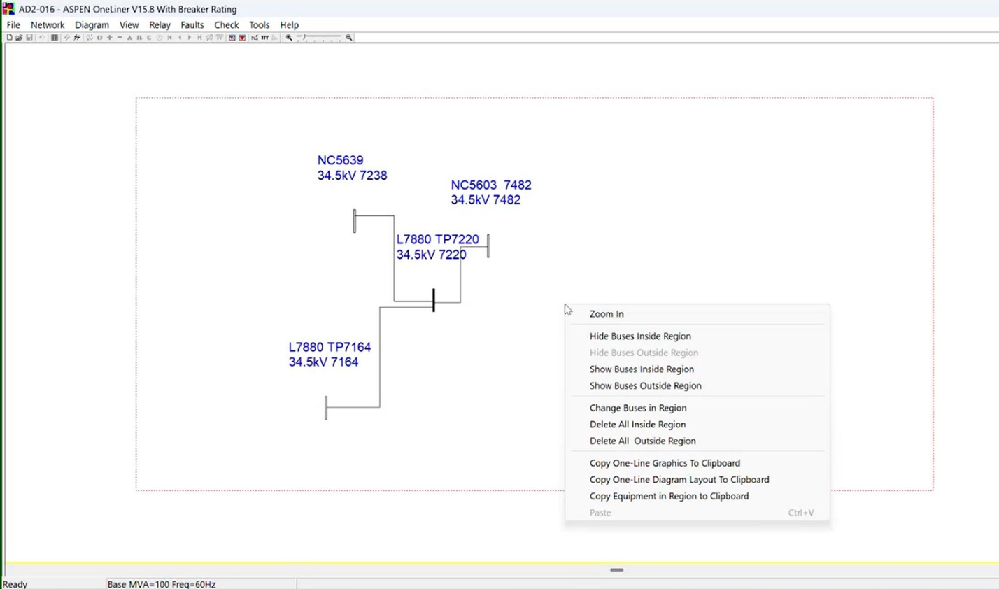 AD2-016 - ASPEN OneLiner V15.8 With Breaker Rating
File Network Diagram View Relay Faults Check Tools Help
NC5639
34.5kV 7238
NC5603 7482
34.5kV 7482
L7880 TP7220
34.5kV 7220
L7880 TP7164
34.5kV 7164
Zoom In
Hide Buses Inside Region
Hide Buses Outside Region
Show Buses Inside Region
Show Buses Outside Region
Change Buses in Region
Delete All Inside Region
Delete All Outside Region
Copy One-Line Graphics To Clipboard
Copy One-Line Diagram Layout To Clipboard
Copy Equipment in Region to Clipboard
Paste Ctrl+V
Ready Base MVA=100 Freq=60Hz